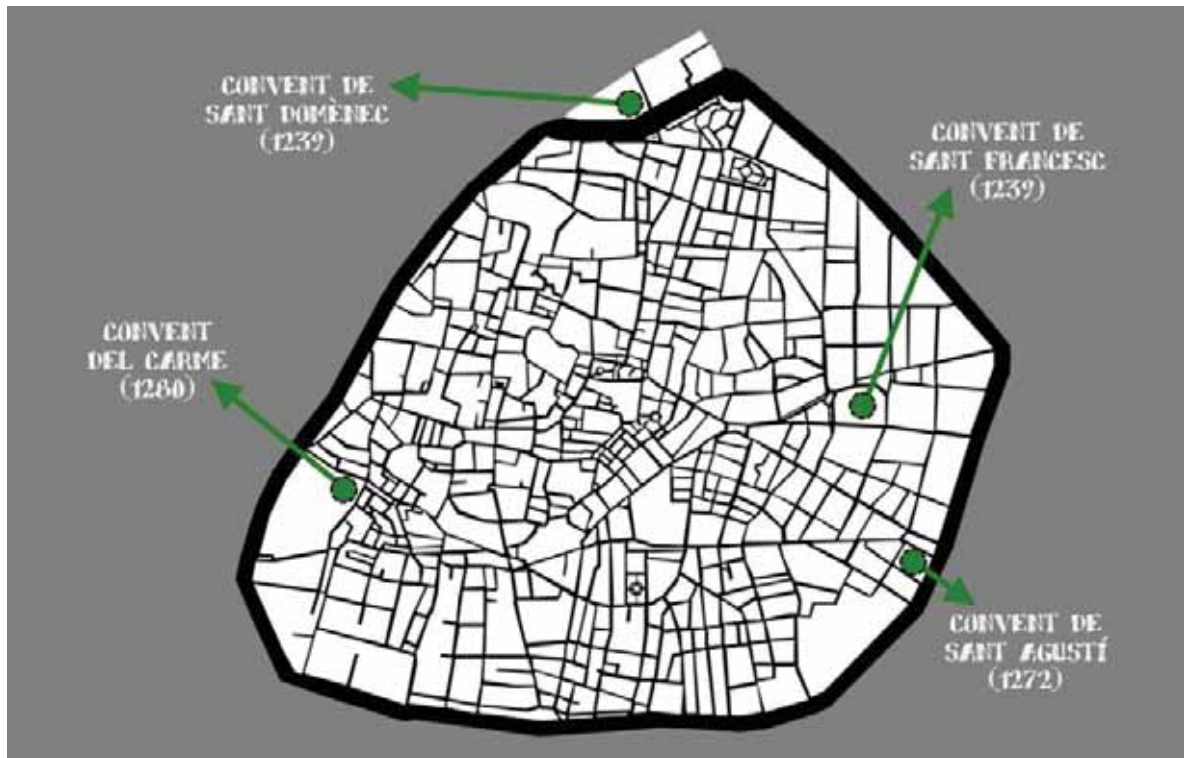 CONVENT DE
SANT DOMÈNEC
(1239)
CONVENT DE
SANT FRANCESC
(1239)
CONVENT
DEL CARME
(1280)
CONVENT DE
SANT AGUSTÍ
(1272)